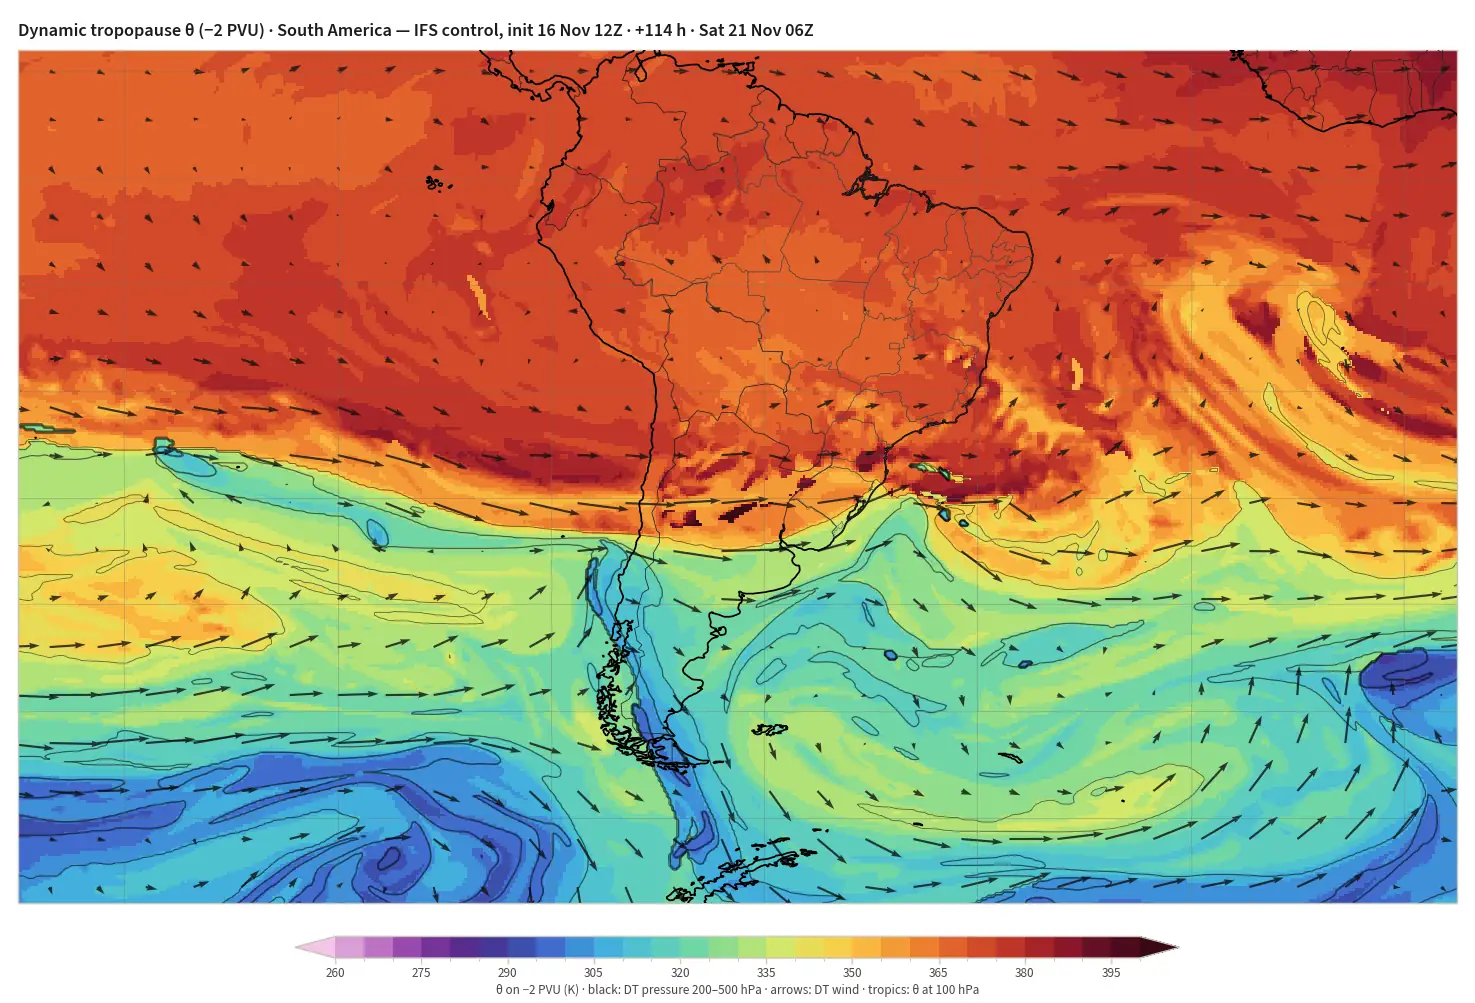 Dynamic tropopause θ (−2 PVU) · South America — IFS control, init 16 Nov 12Z · +114 h · Sat 21 Nov 06Z
260 275 290 305 320 335 350 365 380 395
θ on −2 PVU (K) · black: DT pressure 200–500 hPa · arrows: DT wind · tropics: θ at 100 hPa